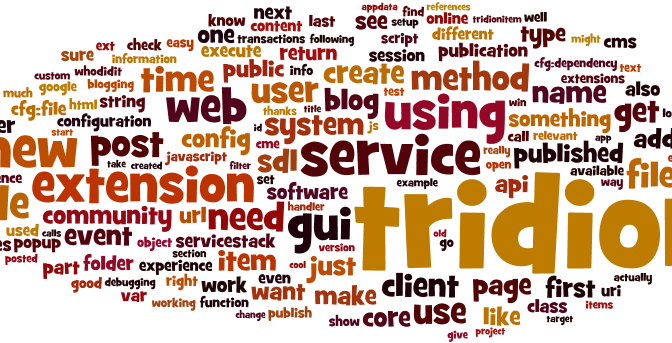 appdata find references
next see setup online tridionitem well
know content last
one transactions following script different type might cms
ext check easy
sure information execute return session publication cfg:dependency text
custom whodidit time public info create method extensions
much google blogging user test name also
cfg:file html string web thanks title blog using win something get
configuration id system js call relevant app
start new post config cme really published add
take created javascript filter sdl service open available file
extension set example api way
software
community url need handler gui tridion
used calls version old go
popup event object servicestack
posted section
part folder experience item cool just actually
good debugging right work even client page first uri
var want make class items
working function core use like target
change publish show give project